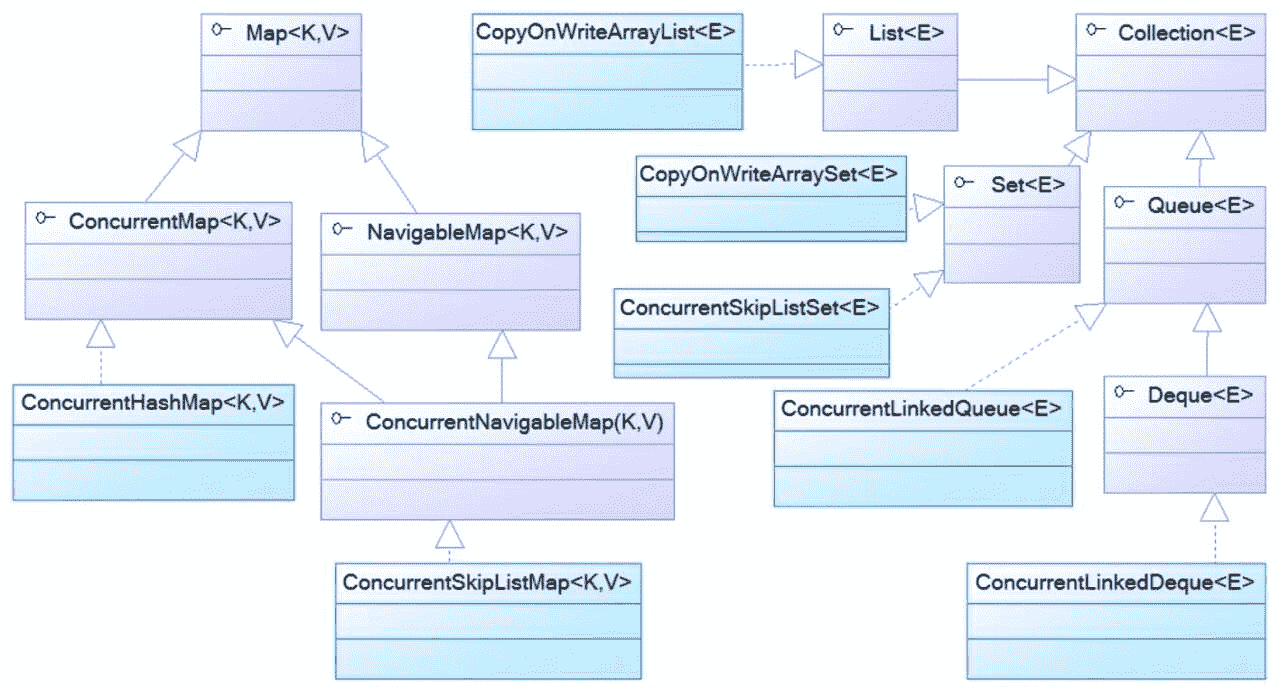 Map<K,V>
CopyOnWriteArrayList<E>
List<E>
Collection<E>
CopyOnWriteArraySet<E>
Set<E>
Queue<E>
ConcurrentMap<K,V>
NavigableMap<K,V>
ConcurrentSkipListSet<E>
ConcurrentHashMap<K,V>
ConcurrentNavigableMap(K,V)
ConcurrentLinkedQueue<E>
Deque<E>
ConcurrentSkipListMap<K,V>
ConcurrentLinkedDeque<E>